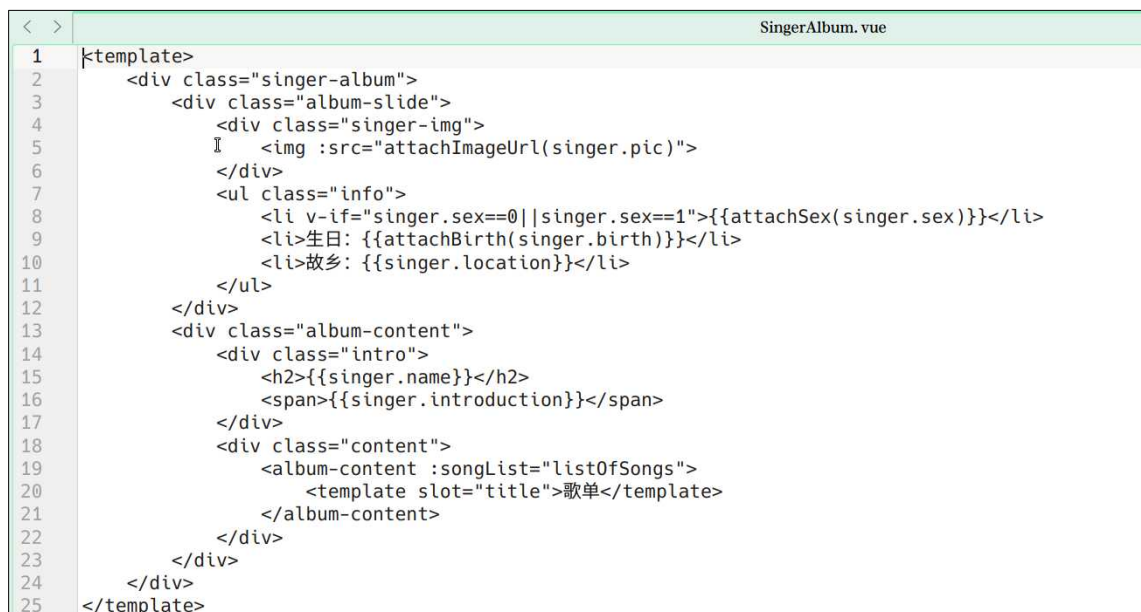 SingerAlbum.vue
1 <template>
2     <div class="singer-album">
3         <div class="album-slide">
4             <div class="singer-img">
5                 <img :src="attachImageUrl(singer.pic)">
6             </div>
7             <ul class="info">
8                 <li v-if="singer.sex==0||singer.sex==1">{{attachSex(singer.sex)}}</li>
9                 <li>生日：{{attachBirth(singer.birth)}}</li>
10                 <li>故乡：{{singer.location}}</li>
11             </ul>
12         </div>
13         <div class="album-content">
14             <div class="intro">
15                 <h2>{{singer.name}}</h2>
16                 <span>{{singer.introduction}}</span>
17             </div>
18             <div class="content">
19                 <album-content :songList="listOfSongs">
20                     <template slot="title">歌单</template>
21                 </album-content>
22             </div>
23         </div>
24     </div>
25 </template>